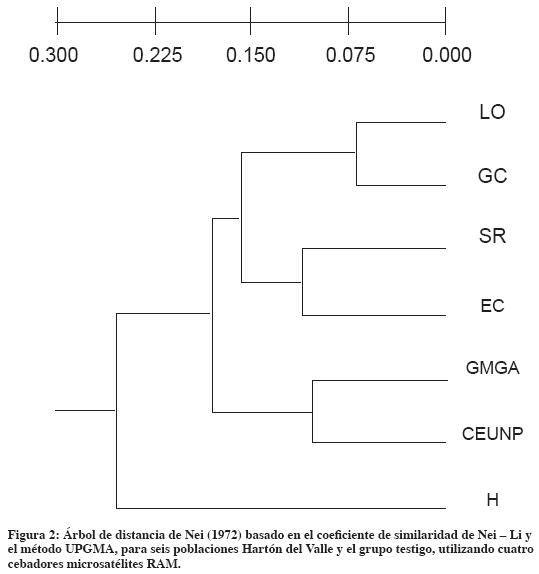 0.300 0.225 0.150 0.075 0.000
LO
GC
SR
EC
GMGA
CEUNP
H
Figura 2: Árbol de distancia de Nei (1972) basado en el coeficiente de similaridad de Nei – Li y
el método UPGMA, para seis poblaciones Hartón del Valle y el grupo testigo, utilizando cuatro
cebadores microsatélites RAM.